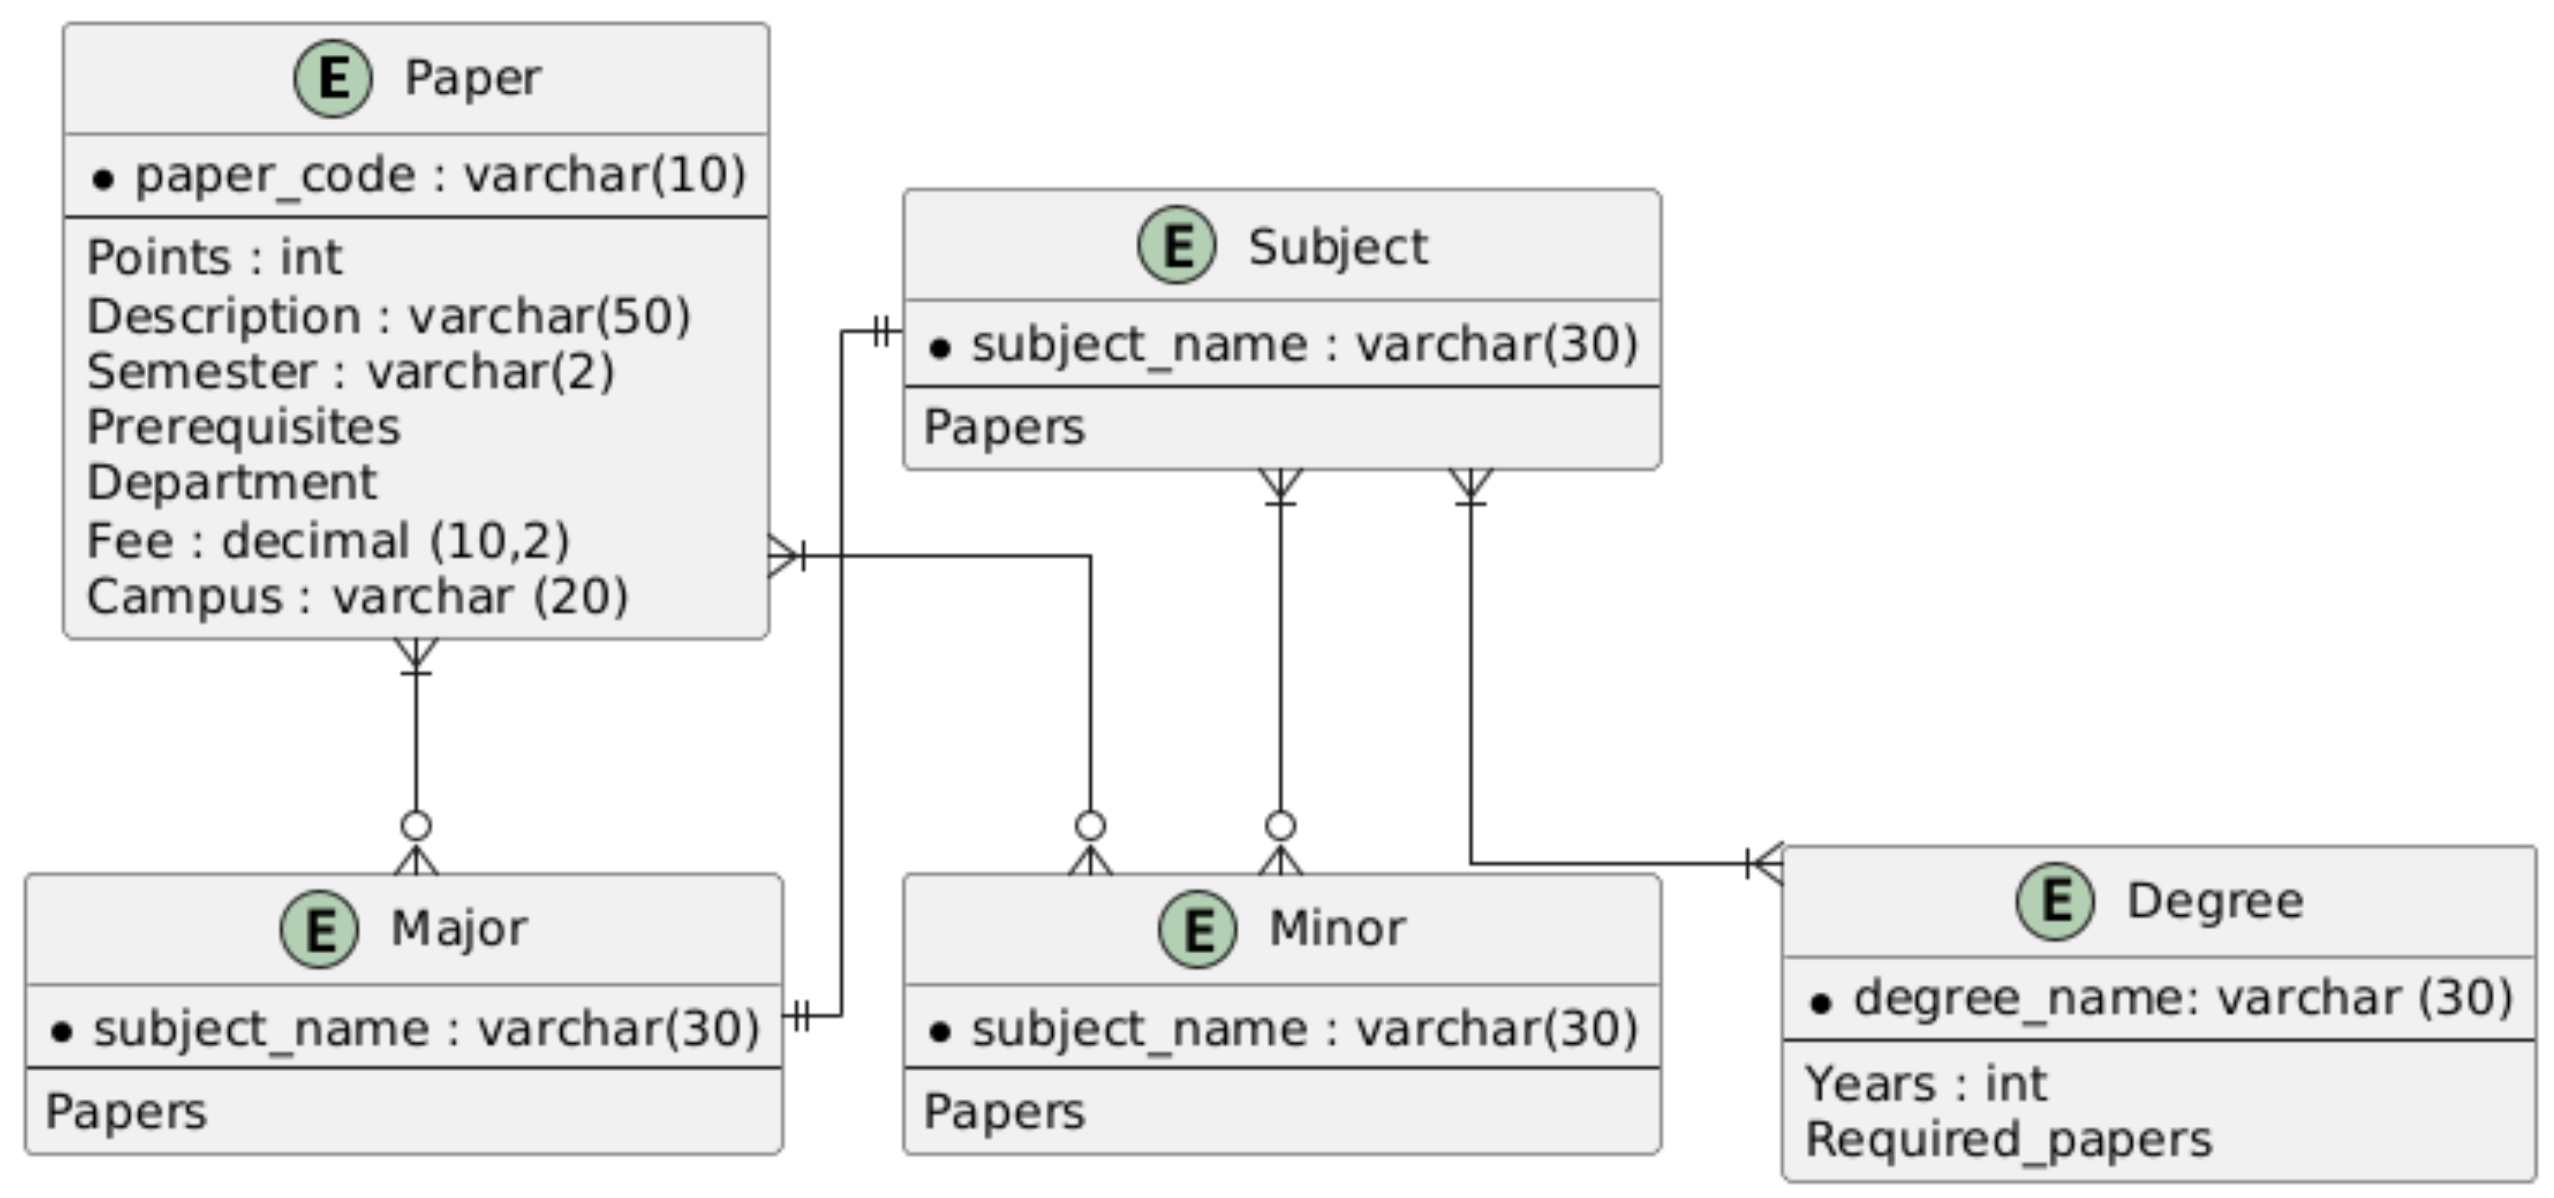 E Paper
paper_code : varchar(10)
Points : int
Description : varchar(50)
Semester : varchar(2)
Prerequisites
Department
Fee : decimal (10,2)
Campus : varchar (20)
E Subject
subject_name : varchar(30)
Papers
E Major
subject_name : varchar(30)
Papers
E Minor
subject_name : varchar(30)
Papers
E Degree
degree_name: varchar (30)
Years : int
Required_papers